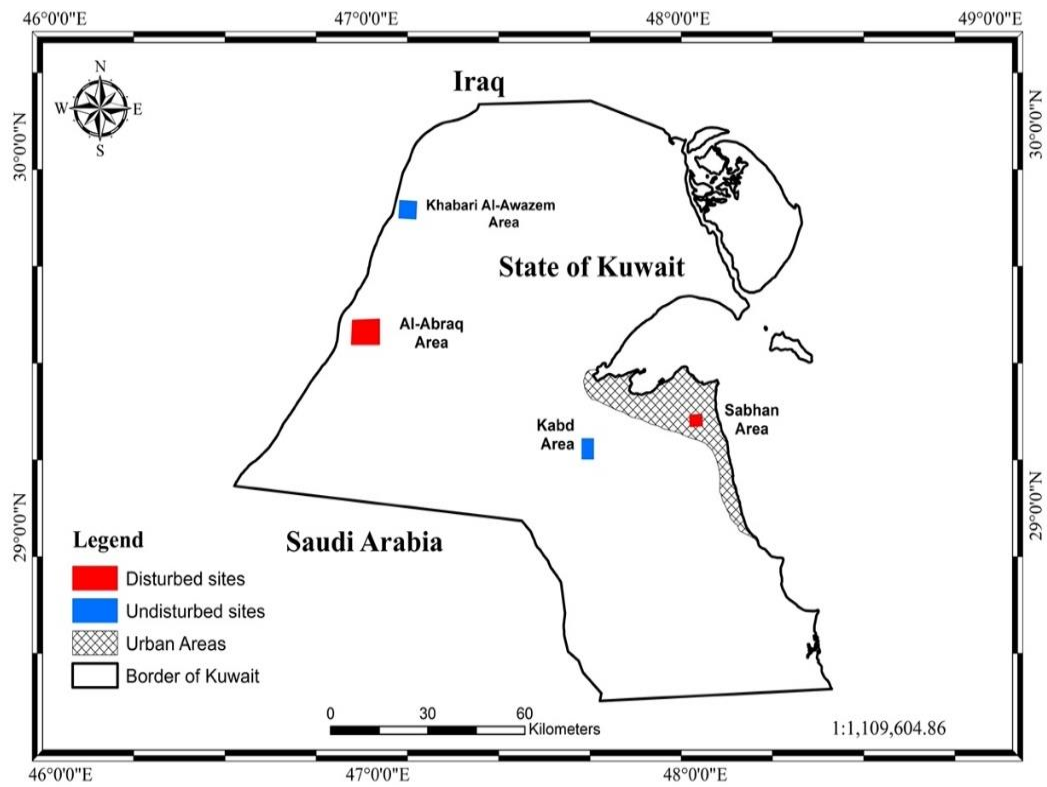 46°0'0"E 47°0'0"E 48°0'0"E 49°0'0"E
N
W E
S
Iraq
30°0'0"N 30°0'0"N
Khabari Al-Awazem
Area
State of Kuwait
Al-Abraq
Area
Sabhan
Area
Kabd
Area
29°0'0"N 29°0'0"N
Saudi Arabia
Legend
Disturbed sites
Undisturbed sites
Urban Areas
Border of Kuwait
0 30 60
Kilometers
1:1,109,604.86
46°0'0"E 47°0'0"E 48°0'0"E